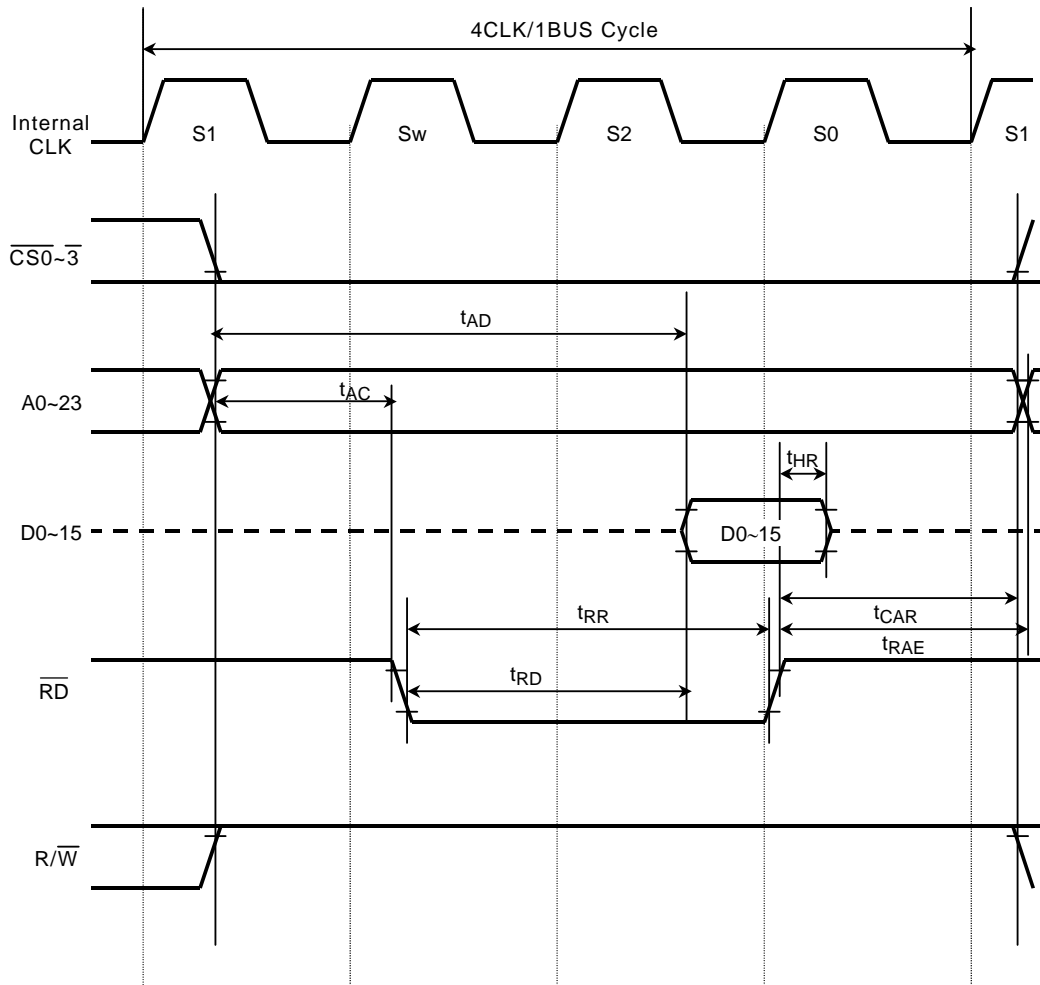 4CLK/1BUS Cycle
Internal
CLK
S1
Sw
S2
S0
S1
CS0~3
tAD
A0~23
tAC
tHR
D0~15
D0~15
tRR
tCAR
tRAE
RD
tRD
R/W